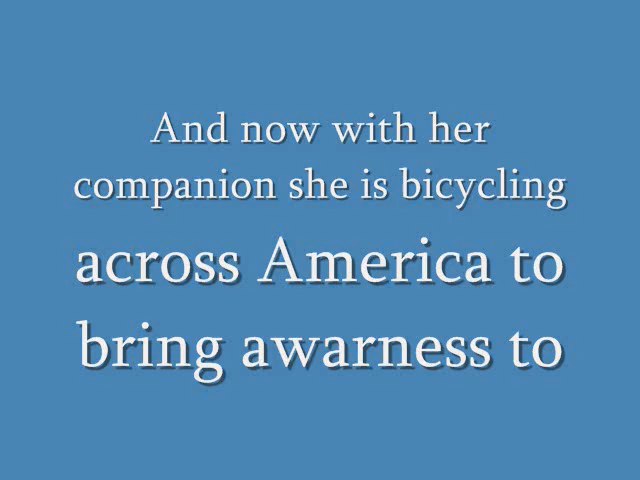 And now with her
companion she is bicycling
across America to
bring awarness to